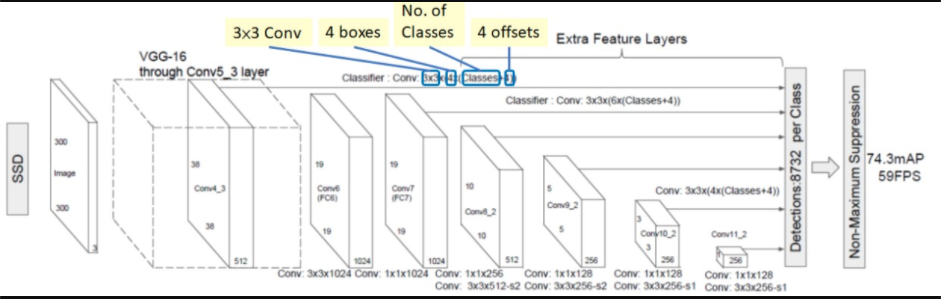 No. of
3x3 Conv 4 boxes Classes 4 offsets
Extra Feature Layers
VGG-16
through Conv5_3 layer
Classifier : Conv: 3x3x(4x(Classes+4))
Classifier : Conv: 3x3x(6x(Classes+4))
SSD
300
Image
300
3
38
Conv4_3
38
512
19
Conv6
(FC6)
19
1024
19
Conv7
(FC7)
19
1024
10
Conv8_2
10
512
5
Conv9_2
5
256
Conv: 3x3x(4x(Classes+4))
3
Conv10_2
3
256
Conv11_2
1
256
Detections:8732 per Class
Non-Maximum Suppression
74.3mAP
59FPS
Conv: 3x3x1024 Conv: 1x1x1024 Conv: 1x1x256 Conv: 1x1x128 Conv: 1x1x128 Conv: 1x1x128
Conv: 3x3x512-s2 Conv: 3x3x256-s2 Conv: 3x3x256-s1 Conv: 3x3x256-s1